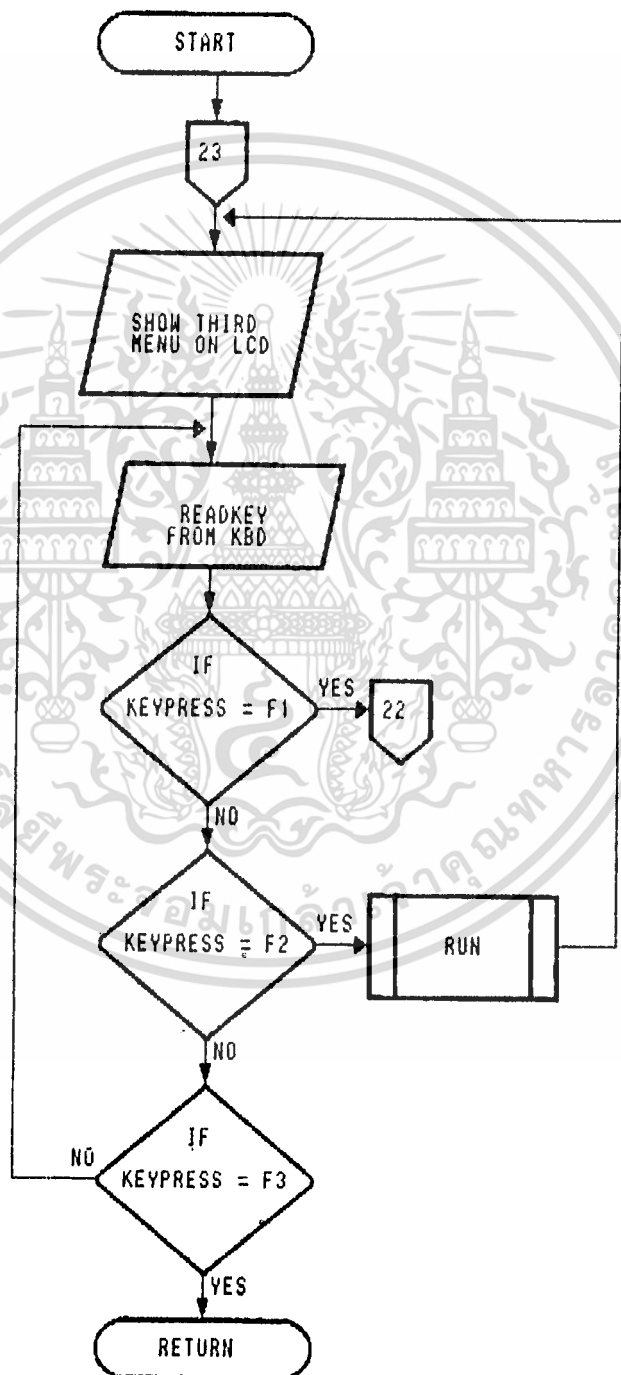 START
23
SHOW THIRD
MENU ON LCD
READKEY
FROM KBD
IF
KEYPRESS = F1
YES
22
NO
IF
KEYPRESS = F2
YES
RUN
NO
IF
KEYPRESS = F3
NO
YES
RETURN